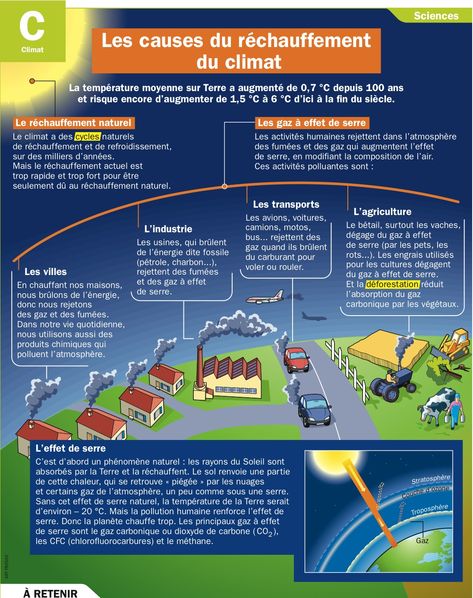 Sciences
C
Climat
Les causes du réchauffement
du climat
La température moyenne sur Terre a augmenté de 0,7 °C depuis 100 ans
et risque encore d'augmenter de 1,5 °C à 6 °C d'ici à la fin du siècle.
Le réchauffement naturel
Le climat a des cycles naturels
de réchauffement et de refroidissement,
sur des milliers d'années.
Mais le réchauffement actuel est
trop rapide et trop fort pour être
seulement dû au réchauffement naturel.
Les gaz à effet de serre
Les activités humaines rejettent dans l'atmosphère
des fumées et des gaz qui augmentent l'effet
de serre, en modifiant la composition de l'air.
Ces activités polluantes sont :
Les villes
En chauffant nos maisons,
nous brûlons de l'énergie,
donc nous rejetons
des gaz et des fumées.
Dans notre vie quotidienne,
nous utilisons aussi des
produits chimiques qui
polluent l'atmosphère.
L'industrie
Les usines, qui brûlent
de l'énergie dite fossile
(pétrole, charbon...),
rejettent des fumées
et des gaz à effet
de serre.
Les transports
Les avions, voitures,
camions, motos,
bus... rejettent des
gaz quand ils brûlent
du carburant pour
voler ou rouler.
L'agriculture
Le bétail, surtout les vaches,
dégage du gaz à effet
de serre (par les pets, les
rots...). Les engrais utilisés
pour les cultures dégagent
du gaz à effet de serre.
Et la déforestation réduit
l'absorption du gaz
carbonique par les végétaux.
L'effet de serre
C'est d'abord un phénomène naturel : les rayons du Soleil sont
absorbés par la Terre et la réchauffent. Le sol renvoie une partie
de cette chaleur, qui se retrouve « piégée » par les nuages
et certains gaz de l'atmosphère, un peu comme sous une serre.
Sans cet effet de serre naturel, la température de la Terre serait
d'environ – 20 °C. Mais la pollution humaine renforce l'effet de
serre. Donc la planète chauffe trop. Les principaux gaz à effet
de serre sont le gaz carbonique ou dioxyde de carbone (CO₂),
les CFC (chlorofluorocarbures) et le méthane.
Stratosphère
Couche d'ozone
Troposphère
Gaz
À RETENIR